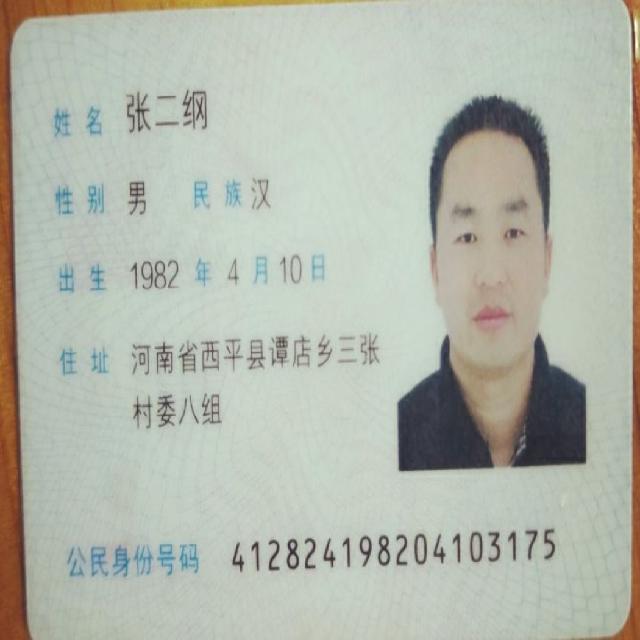 姓名 张二纲
性别 男 民族 汉
出生 1982 年 4 月 10 日
住址 河南省西平县谭店乡三张
村委八组
公民身份号码 412824198204103175